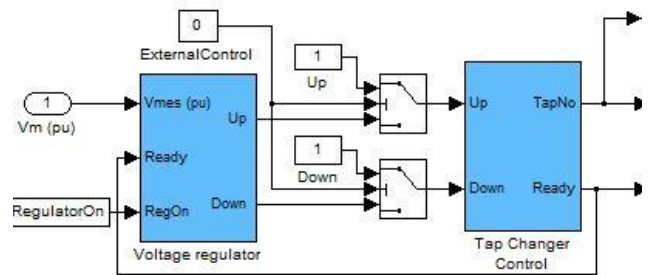 0
ExternalControl
1
Up
1
Vm (pu)
Vmes (pu)
Up
Ready
Down
RegOn
RegulatorOn
Voltage regulator
1
Down
Up
TapNo
Down
Ready
Tap Changer
Control